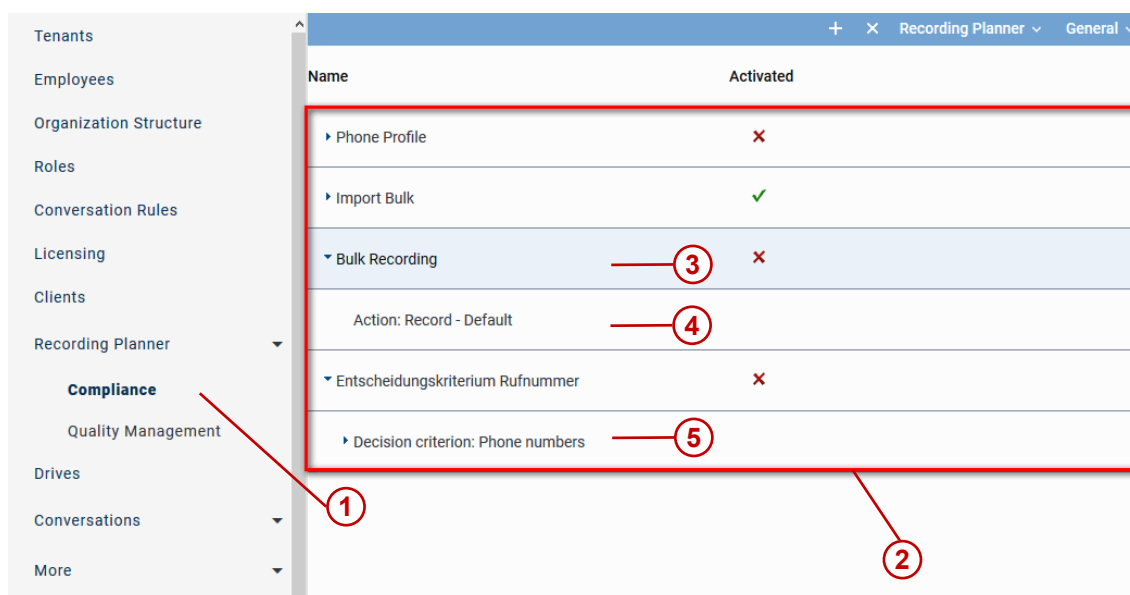 Tenants
Employees
Organization Structure
Roles
Conversation Rules
Licensing
Clients
Recording Planner
Compliance
Quality Management
Drives
Conversations
More
Recording Planner General
Name Activated
Phone Profile
Import Bulk
Bulk Recording 3
Action: Record - Default 4
Entscheidungskriterium Rufnummer
Decision criterion: Phone numbers 5
1
2